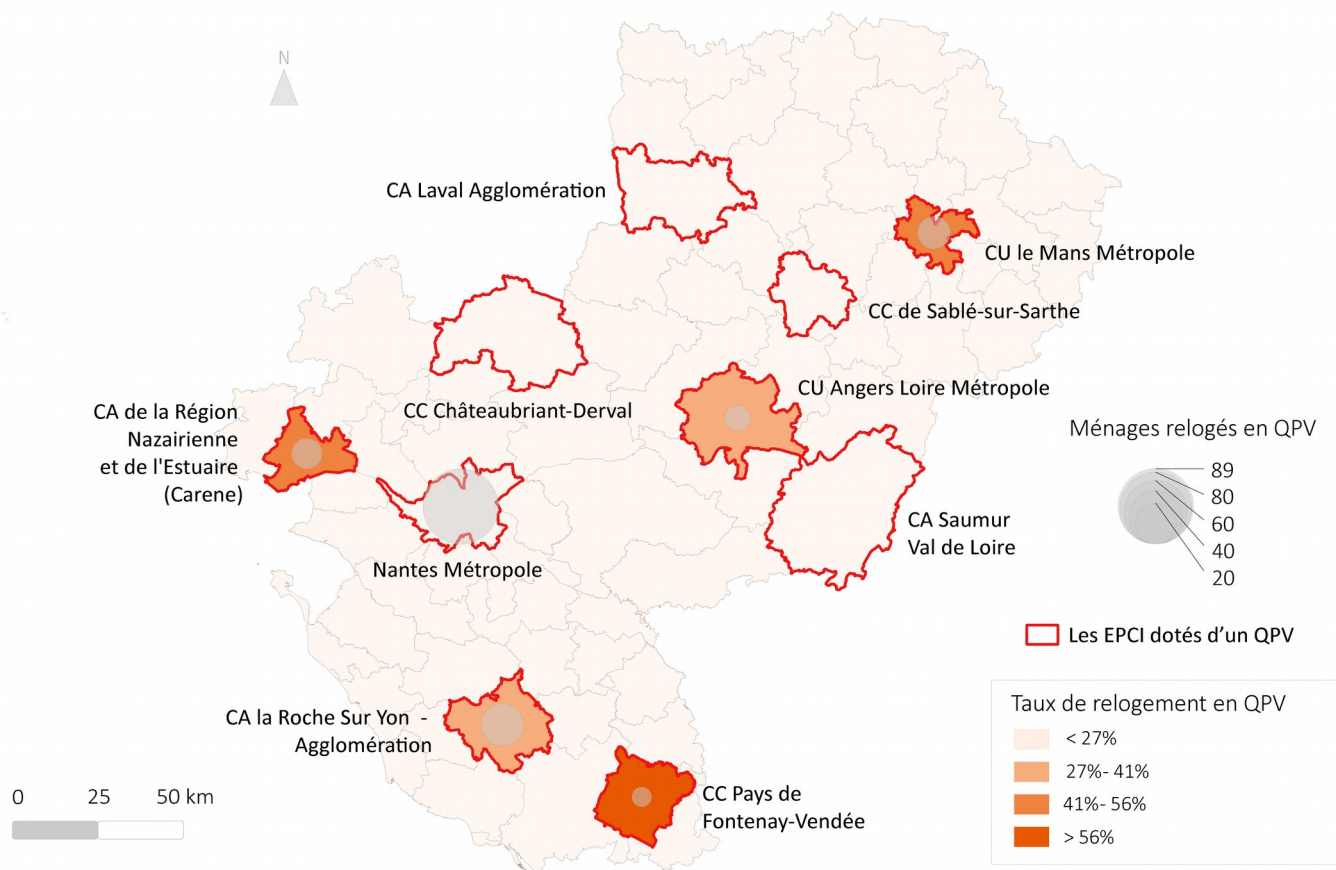 N
CA Laval Agglomération
CU le Mans Métropole
CC de Sablé-sur-Sarthe
CC Châteaubriant-Derval
CU Angers Loire Métropole
CA de la Région
Nazairienne
et de l'Estuaire
(Carene)
Nantes Métropole
CA Saumur
Val de Loire
CA la Roche Sur Yon -
Agglomération
CC Pays de
Fontenay-Vendée
0 25 50 km
Ménages relogés en QPV
89
80
60
40
20
Les EPCI dotés d’un QPV
Taux de relogement en QPV
< 27%
27%- 41%
41%- 56%
> 56%